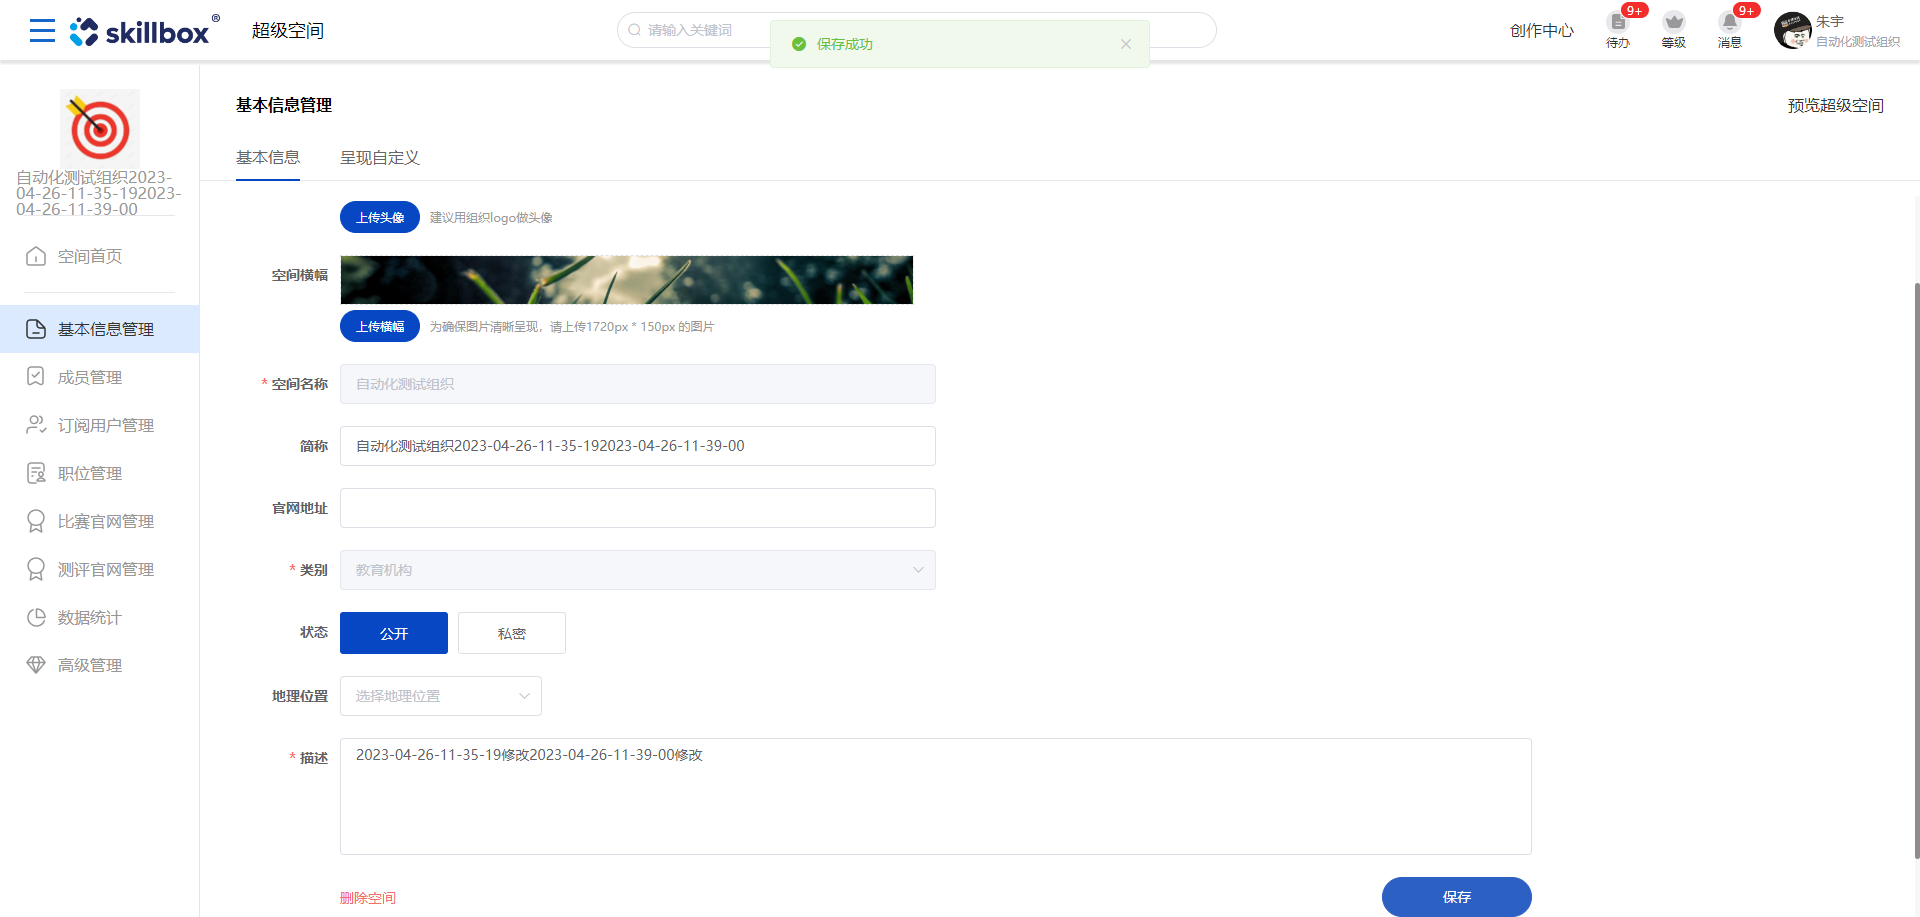 skillbox®
超级空间
请输入关键词
保存成功
创作中心
9+
待办
等级
9+
消息
朱宇
自动化测试组织
自动化测试组织2023-
04-26-11-35-192023-
04-26-11-39-00
空间首页
基本信息管理
成员管理
订阅用户管理
职位管理
比赛官网管理
测评官网管理
数据统计
高级管理
基本信息管理
预览超级空间
基本信息
呈现自定义
上传头像
建议用组织logo做头像
空间横幅
上传横幅
为确保图片清晰呈现，请上传1720px * 150px 的图片
* 空间名称
自动化测试组织
简称
自动化测试组织2023-04-26-11-35-192023-04-26-11-39-00
官网地址
* 类别
教育机构
状态
公开
私密
地理位置
选择地理位置
* 描述
2023-04-26-11-35-19修改2023-04-26-11-39-00修改
删除空间
保存